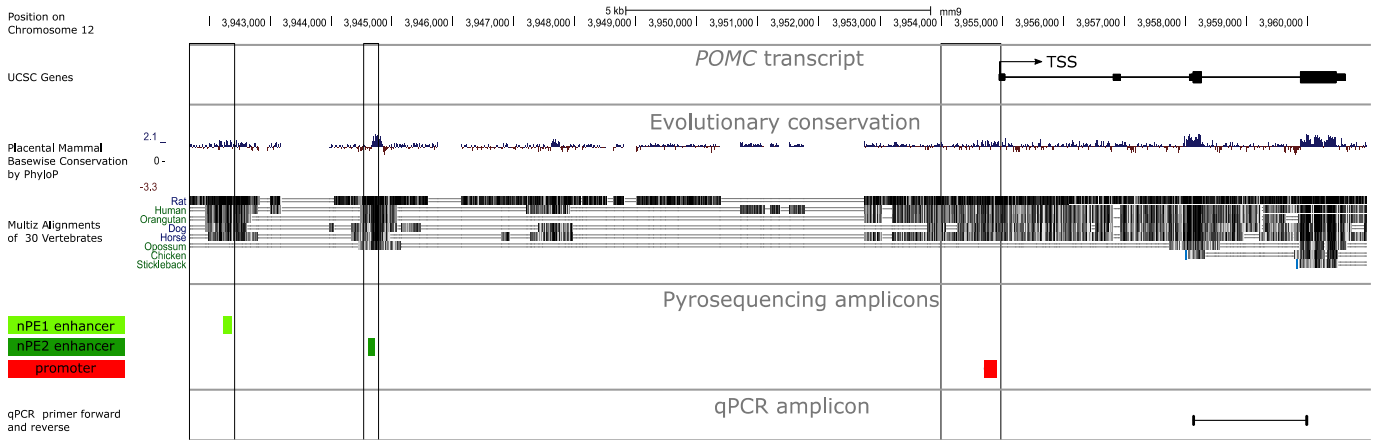 Position on
Chromosome 12
5 kb mm9
3,943,000 3,944,000 3,945,000 3,946,000 3,947,000 3,948,000 3,949,000 3,950,000 3,951,000 3,952,000 3,953,000 3,954,000 3,955,000 3,956,000 3,957,000 3,958,000 3,959,000 3,960,000
POMC transcript
UCSC Genes
TSS
Evolutionary conservation
2.1 _
Placental Mammal
Basewise Conservation
by PhyloP
0 -
-3.3
Multiz Alignments
of 30 Vertebrates
Rat
Human
Orangutan
Dog
Horse
Opossum
Chicken
Stickleback
Pyrosequencing amplicons
nPE1 enhancer
nPE2 enhancer
promoter
qPCR amplicon
qPCR primer forward
and reverse